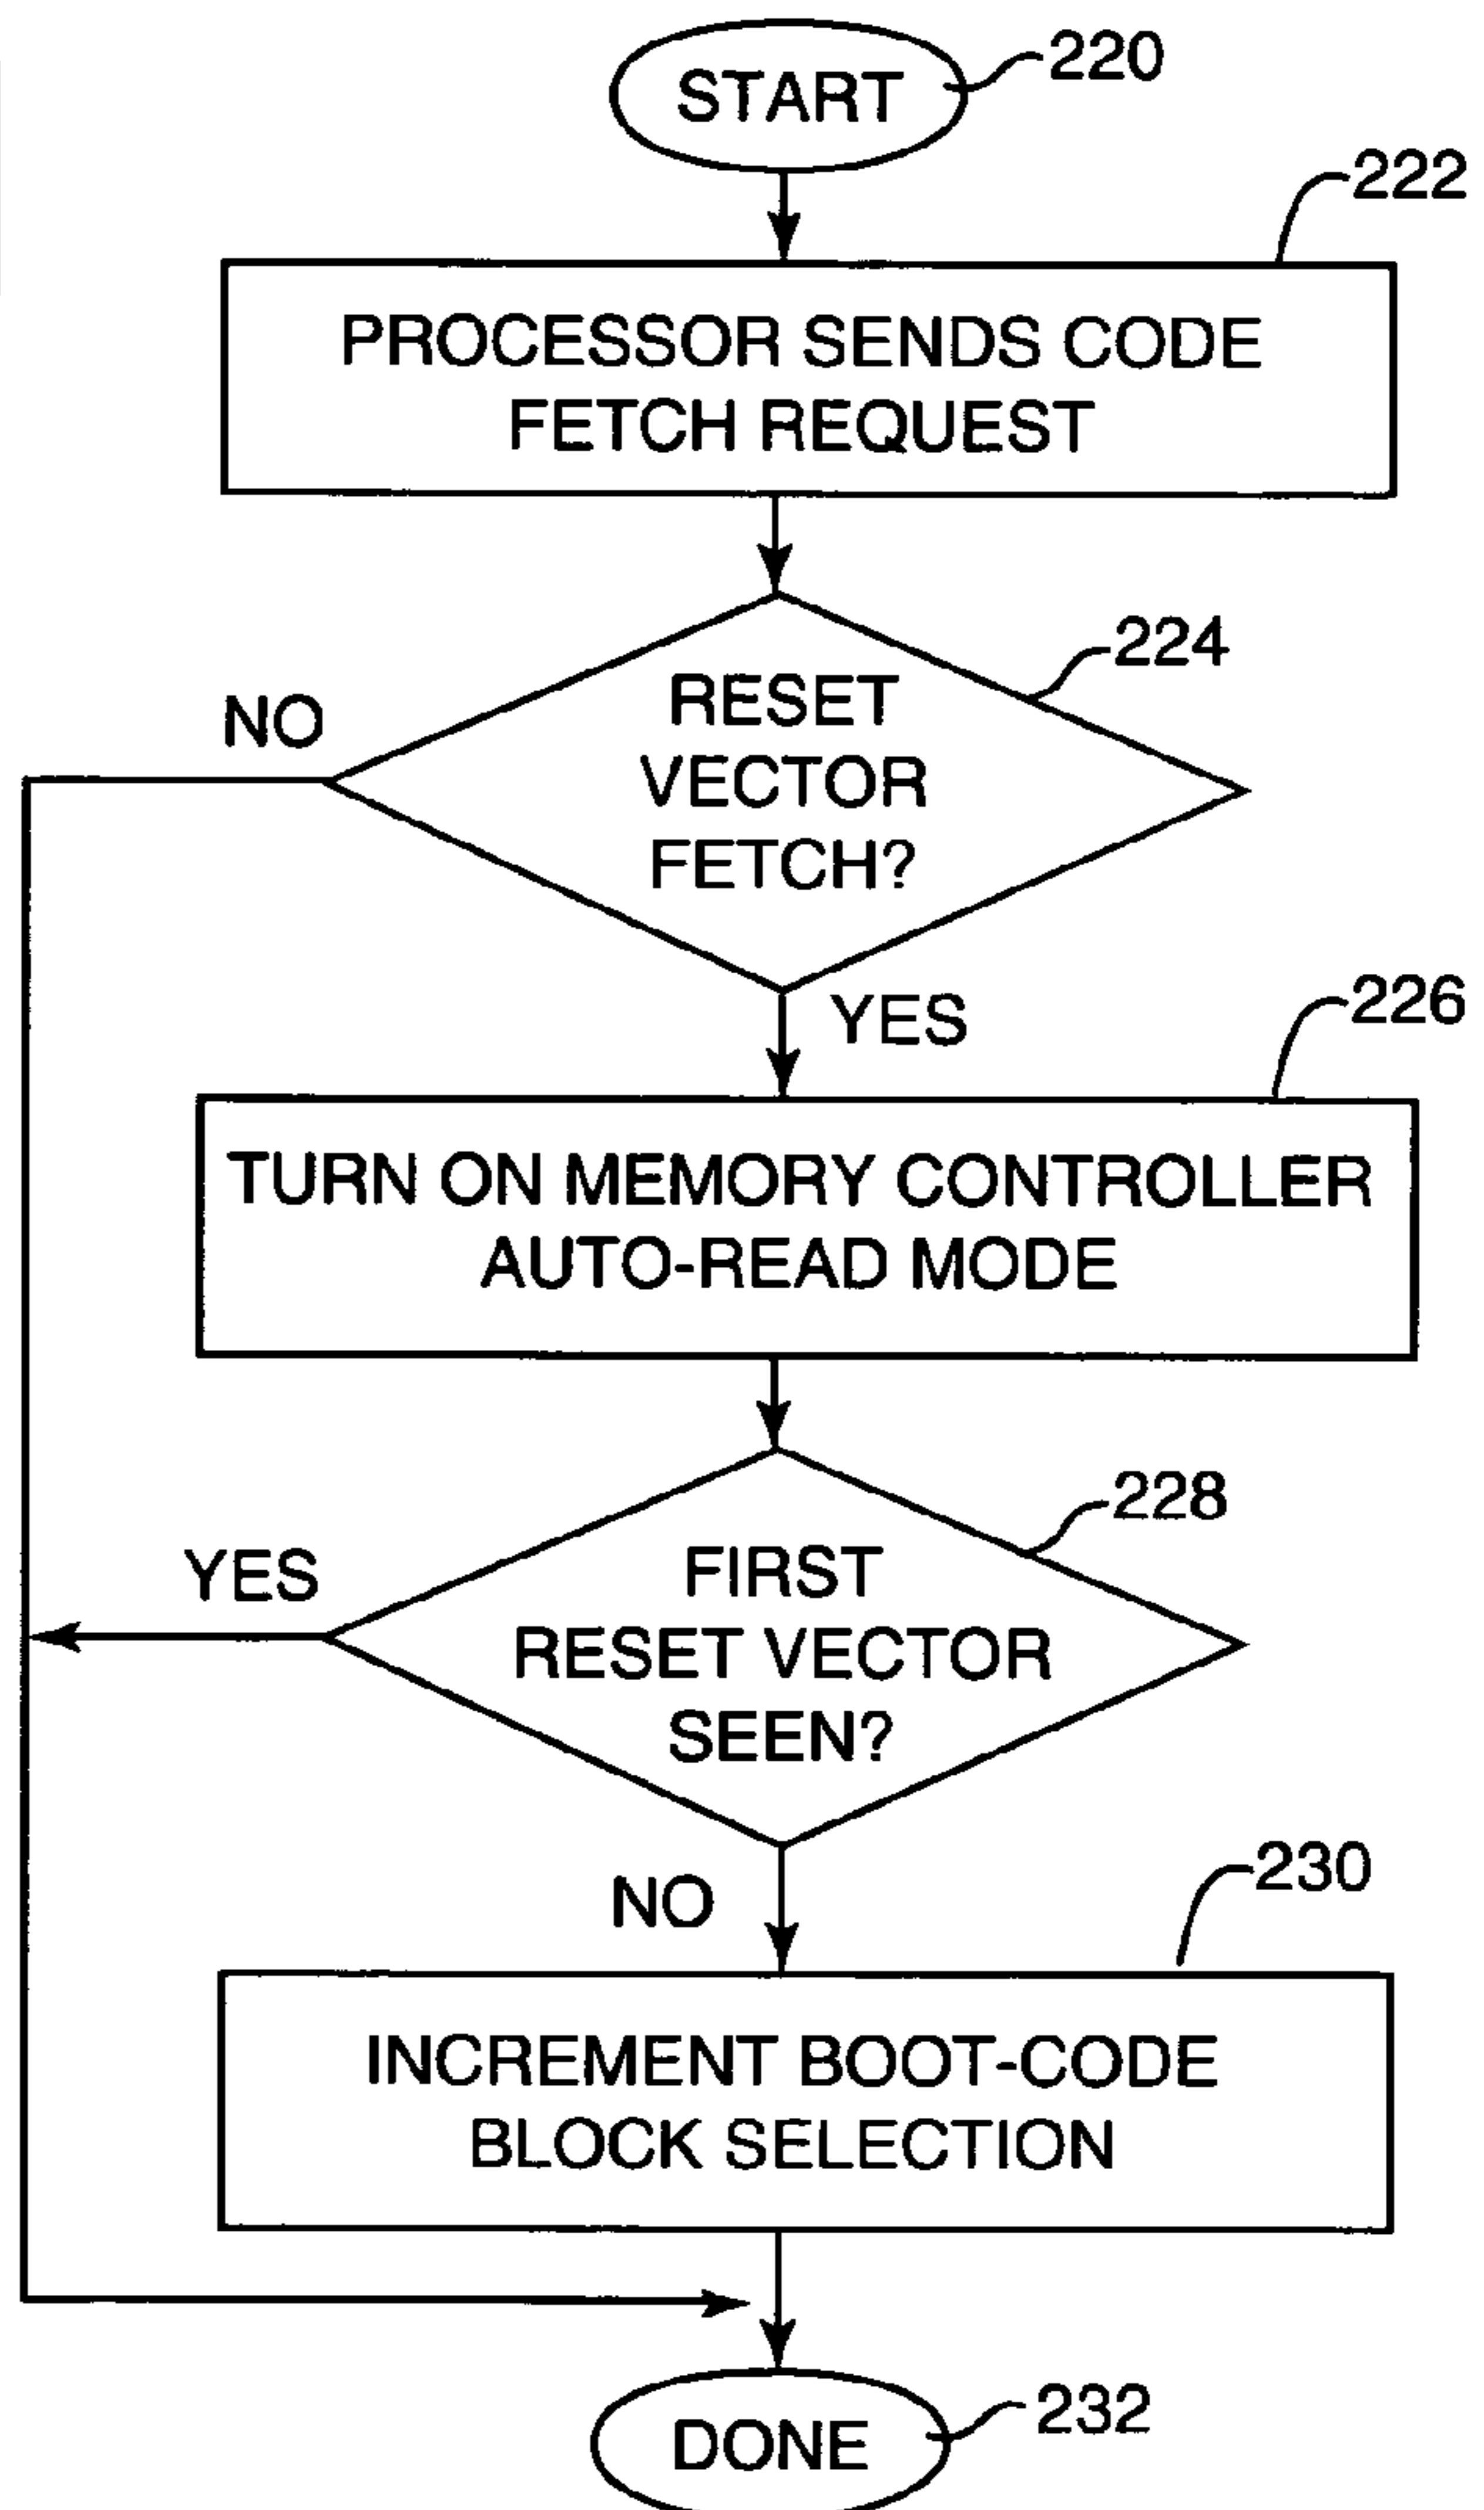 START
220
222
PROCESSOR SENDS CODE
FETCH REQUEST
224
RESET
VECTOR
FETCH?
NO
YES
226
TURN ON MEMORY CONTROLLER
AUTO-READ MODE
228
FIRST
RESET VECTOR
SEEN?
YES
NO
230
INCREMENT BOOT-CODE
BLOCK SELECTION
DONE
232